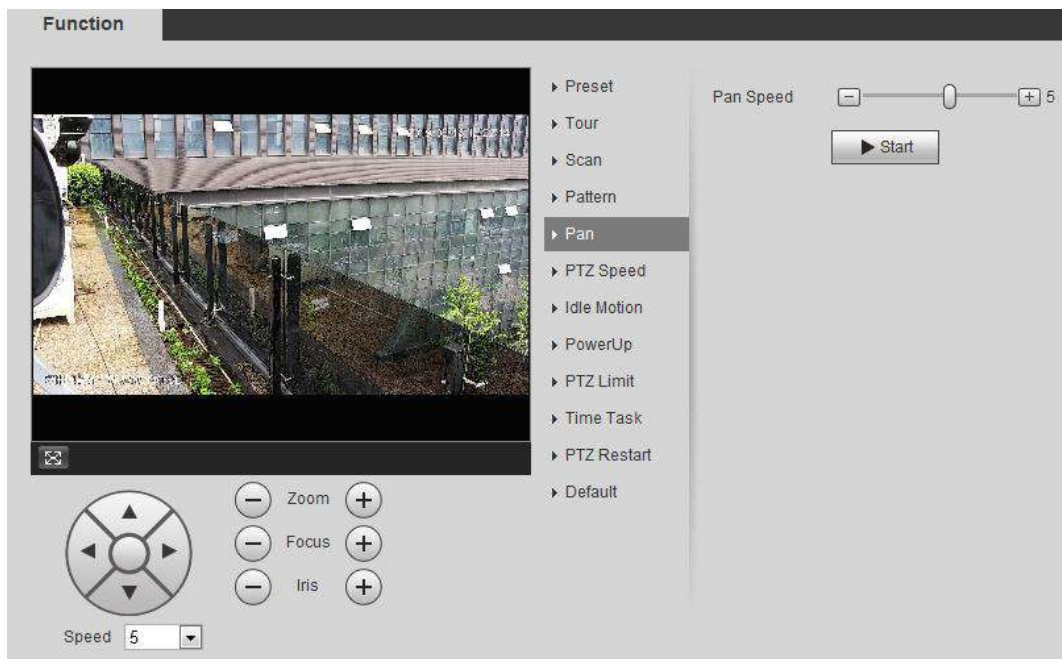 Function
Preset
Tour
Scan
Pattern
Pan
PTZ Speed
Idle Motion
PowerUp
PTZ Limit
Time Task
PTZ Restart
Default
Pan Speed
5
Start
Zoom
Focus
Iris
Speed 5